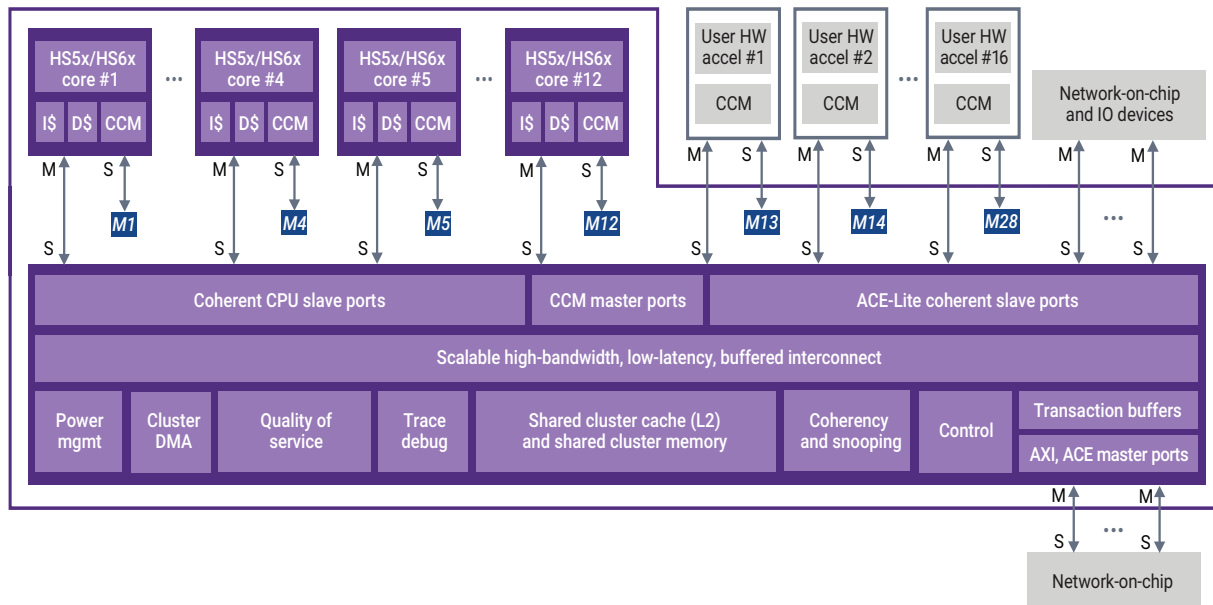 HS5x/HS6x
core #1
I$ D$ CCM
...
HS5x/HS6x
core #4
I$ D$ CCM
HS5x/HS6x
core #5
I$ D$ CCM
...
HS5x/HS6x
core #12
I$ D$ CCM
User HW
accel #1
CCM
User HW
accel #2
CCM
...
User HW
accel #16
CCM
Network-on-chip
and IO devices
M S M S M S M S M S S M S M M
M1 M4 M5 M12 M13 M14 M28 ...
S S S S S S S S S
Coherent CPU slave ports
CCM master ports
ACE-Lite coherent slave ports
Scalable high-bandwidth, low-latency, buffered interconnect
Power
mgmt
Cluster
DMA
Quality of
service
Trace
debug
Shared cluster cache (L2)
and shared cluster memory
Coherency
and snooping
Control
Transaction buffers
AXI, ACE master ports
M M
...
S S
Network-on-chip